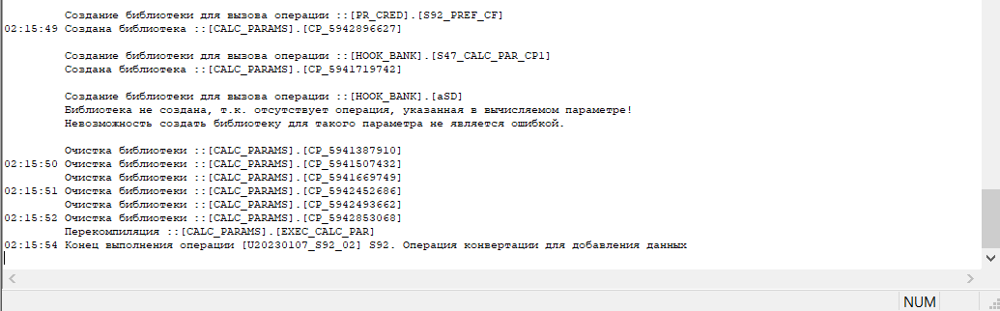 Создание библиотеки для вызова операции ::[PR_CRED].[S92_PREF_CF]
02:15:49 Создана библиотека ::[CALC_PARAMS].[CP_5942896627]
Создание библиотеки для вызова операции ::[HOOK_BANK].[S47_CALC_PAR_CP1]
Создана библиотека ::[CALC_PARAMS].[CP_5941719742]
Создание библиотеки для вызова операции ::[HOOK_BANK].[aSD]
Библиотека не создана, т.к. отсутствует операция, указанная в вычисляемом параметре!
Невозможность создать библиотеку для такого параметра не является ошибкой.
Очистка библиотеки ::[CALC_PARAMS].[CP_5941387910]
02:15:50 Очистка библиотеки ::[CALC_PARAMS].[CP_5941507432]
Очистка библиотеки ::[CALC_PARAMS].[CP_5941669749]
02:15:51 Очистка библиотеки ::[CALC_PARAMS].[CP_5942452686]
Очистка библиотеки ::[CALC_PARAMS].[CP_5942493662]
02:15:52 Очистка библиотеки ::[CALC_PARAMS].[CP_5942853068]
Перекомпиляция ::[CALC_PARAMS].[EXEC_CALC_PAR]
02:15:54 Конец выполнения операции [U20230107_S92_02] S92. Операция конвертации для добавления данных
NUM